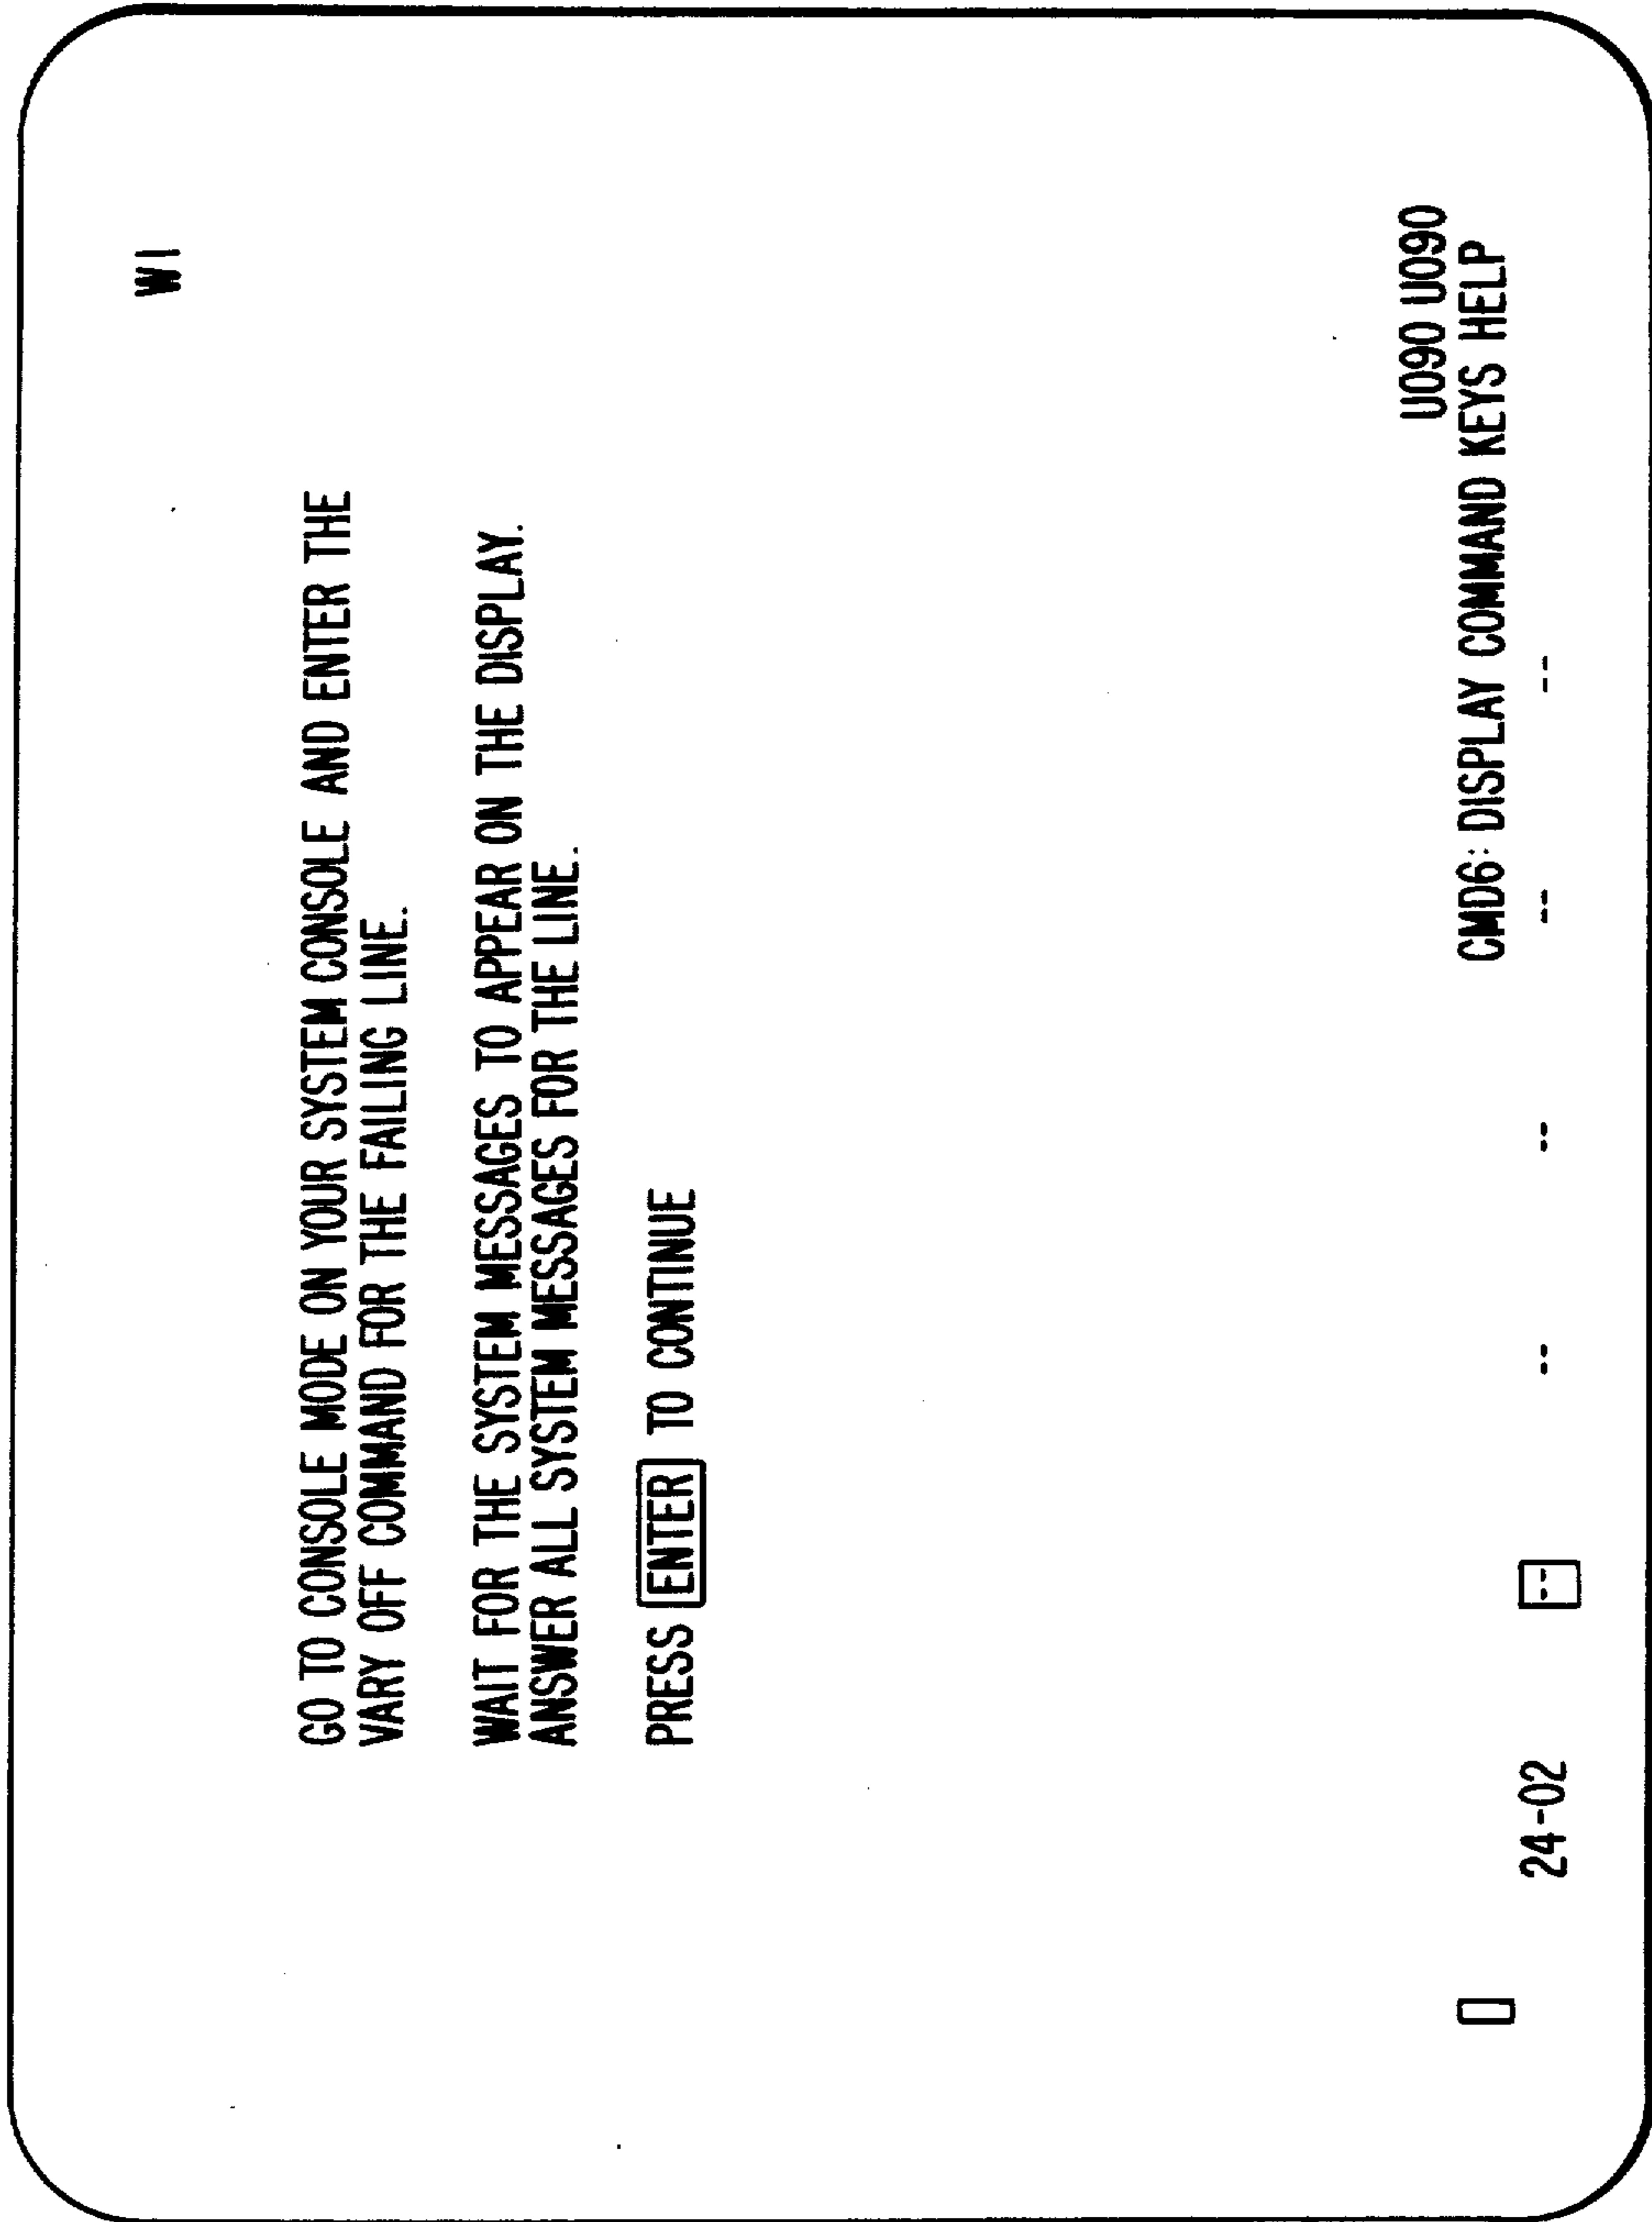 W1
GO TO CONSOLE MODE ON YOUR SYSTEM CONSOLE AND ENTER THE
VARY OFF COMMAND FOR THE FAILING LINE.
WAIT FOR THE SYSTEM MESSAGES TO APPEAR ON THE DISPLAY.
ANSWER ALL SYSTEM MESSAGES FOR THE LINE.
PRESS ENTER TO CONTINUE
U090 U090
CMD6: DISPLAY COMMAND KEYS HELP
24-02 -- -- -- -- --